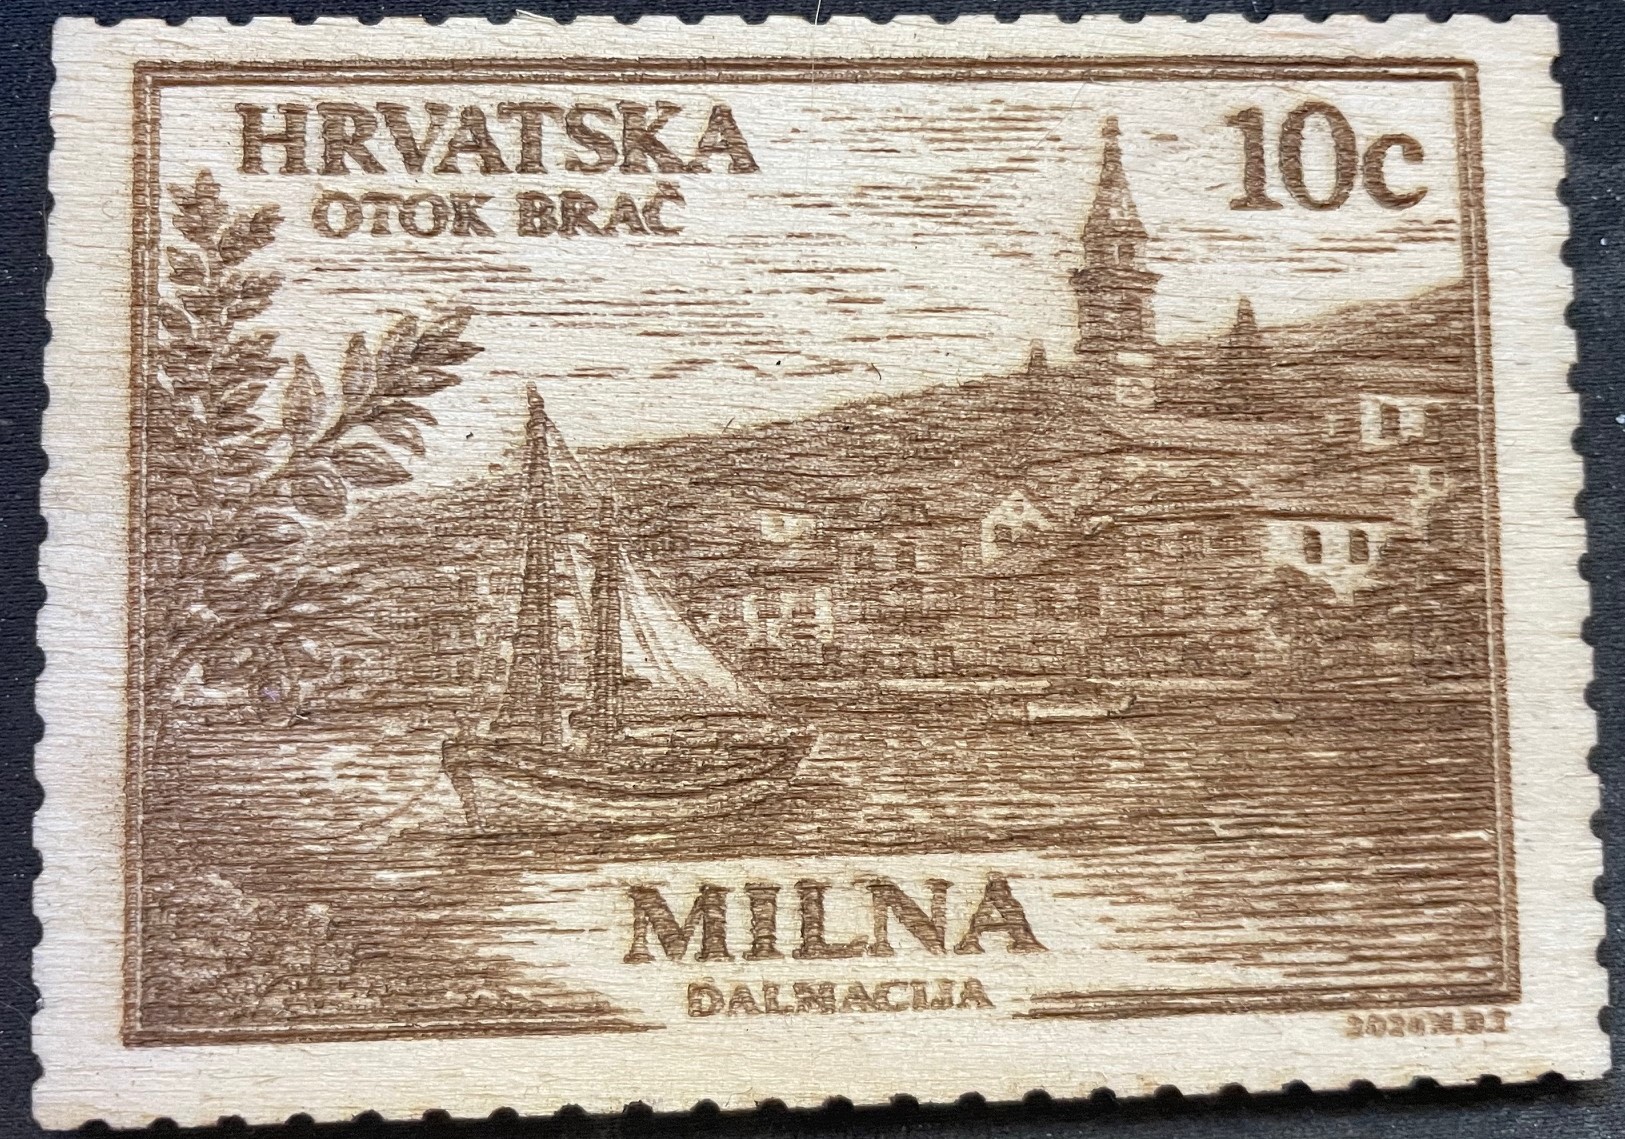 HRVATSKA
10c
OTOK BRAČ
MILNA
DALMACIJA